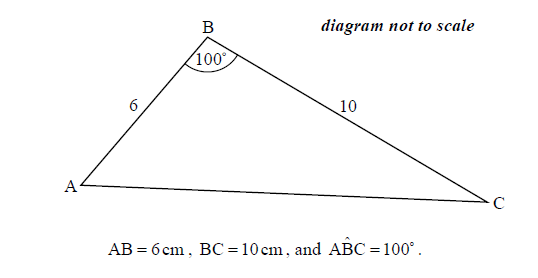 B
diagram not to scale
100°
6
10
A
C
AB = 6 cm , BC = 10 cm , and AB̂C = 100° .